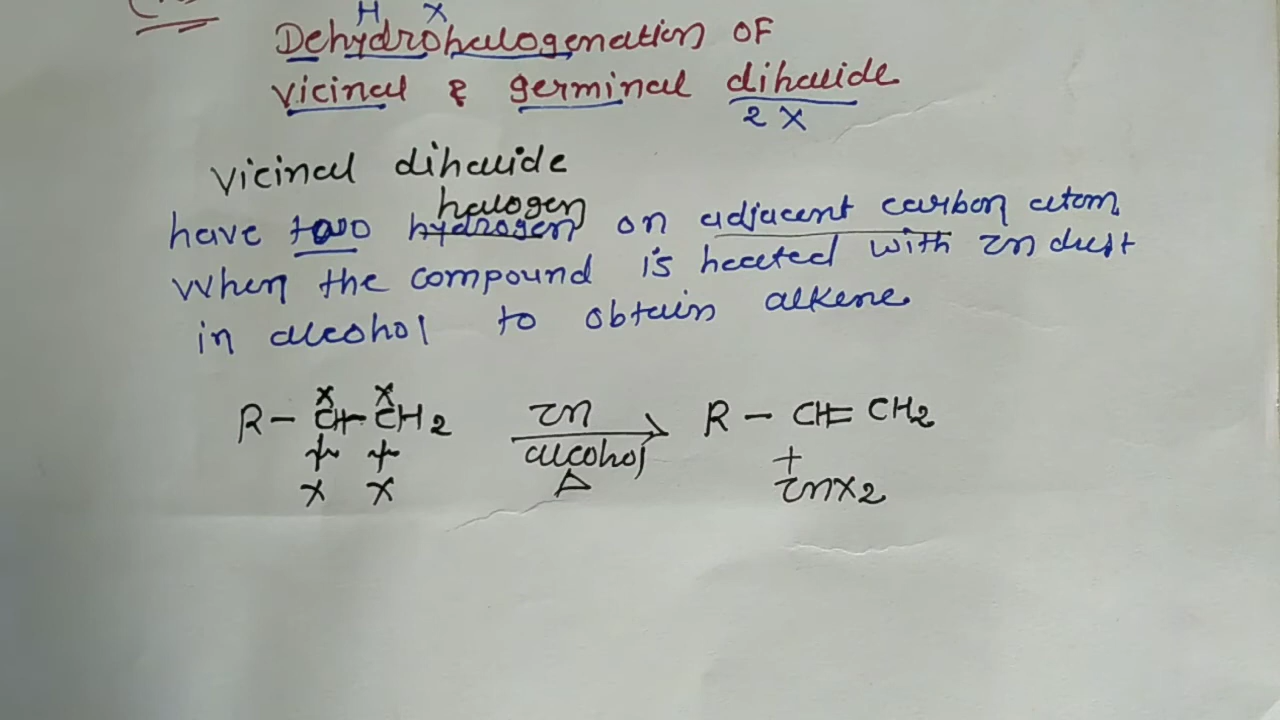 H X
Dehydrohalogenation OF
vicinal & germinal dihalide
2 X
vicinal dihalide
halogen
have two hydrogen on adjacent carbon atom
When the compound is heated with zn dust
in alcohol to obtain alkene
X X
R - CH - CH2 zn R - CH = CH2
alcohol +
X X Δ znx2